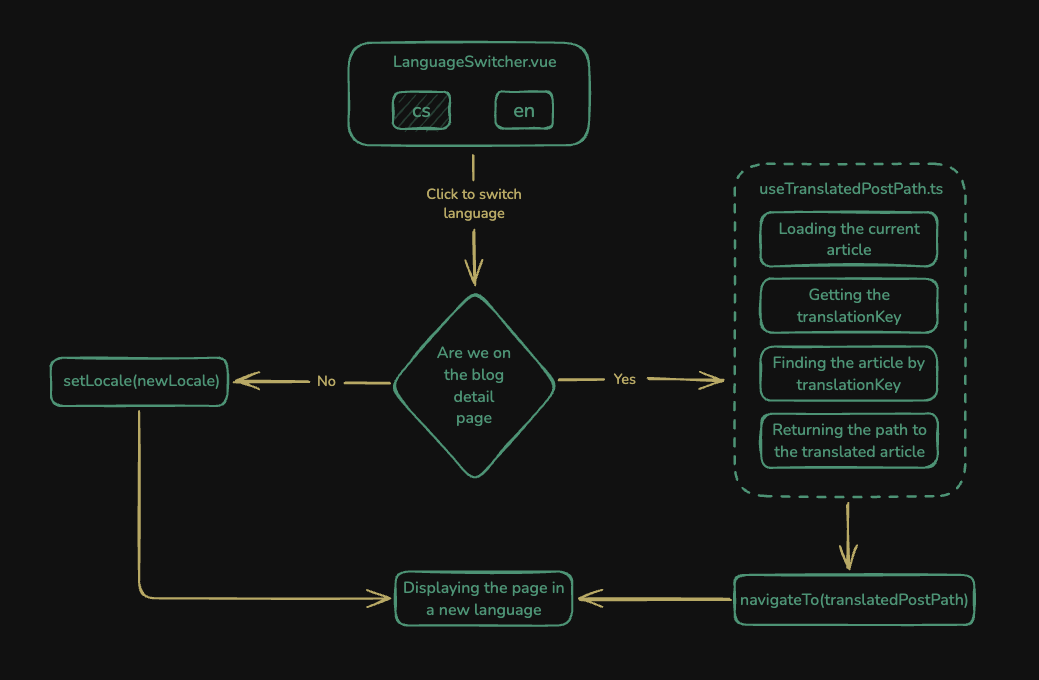 LanguageSwitcher.vue
cs
en
Click to switch
language
Are we on
the blog
detail
page
No
setLocale(newLocale)
Yes
useTranslatedPostPath.ts
Loading the current
article
Getting the
translationKey
Finding the article by
translationKey
Returning the path to
the translated article
navigateTo(translatedPostPath)
Displaying the page in
a new language